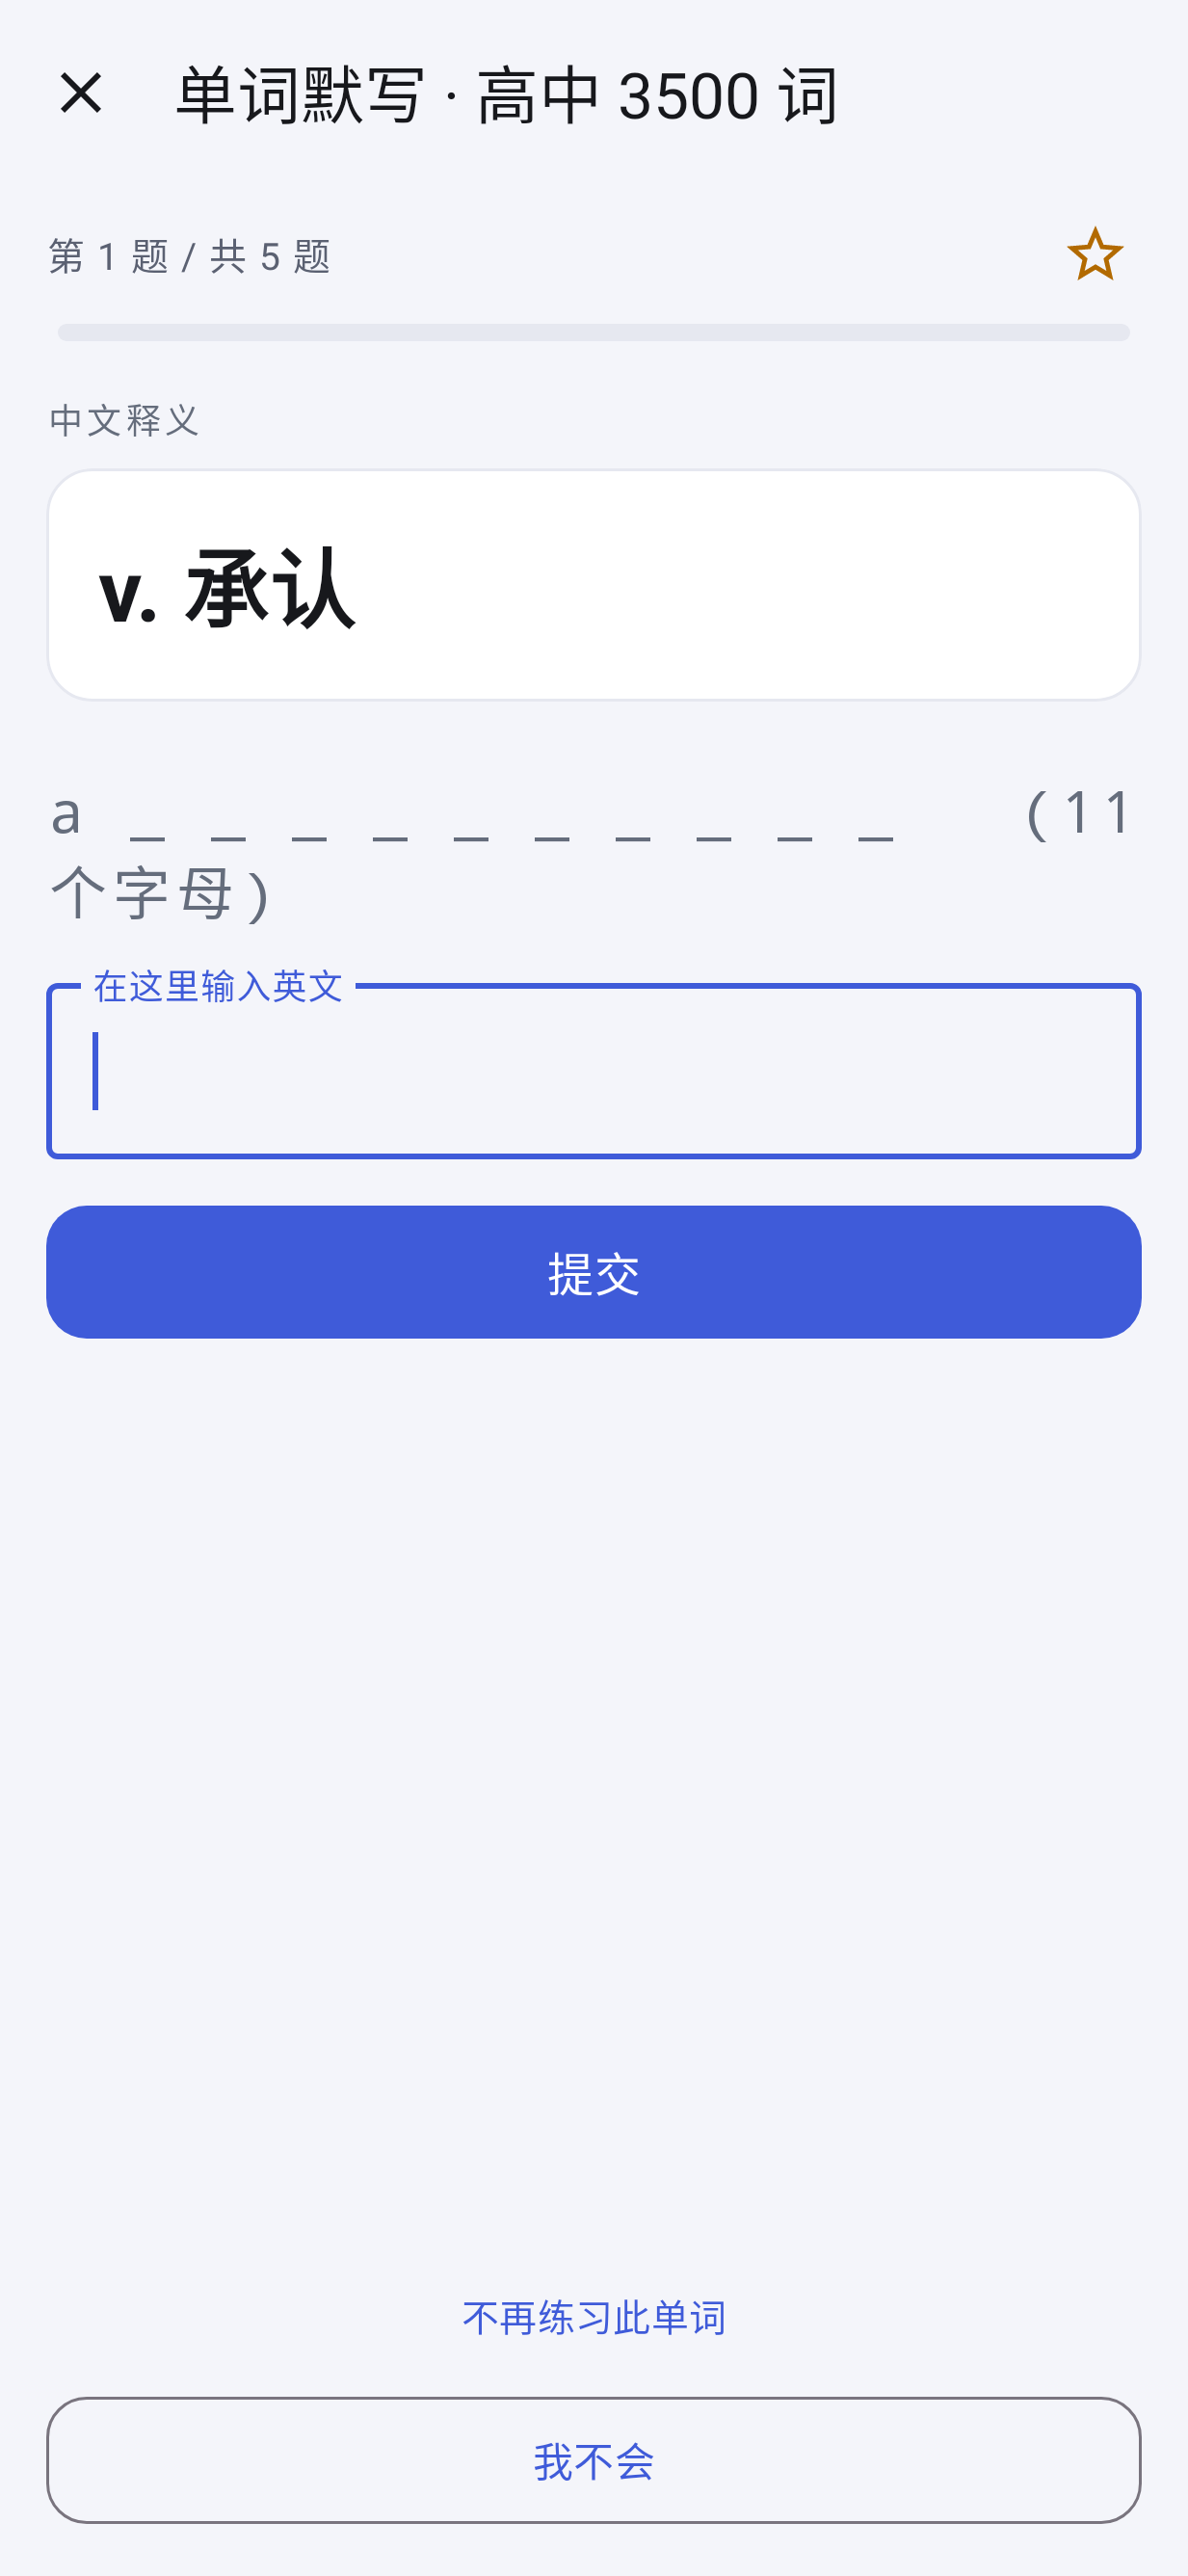 单词默写 · 高中 3500 词
第 1 题 / 共 5 题
中文释义
v. 承认
a _ _ _ _ _ _ _ _ _ _ (11
个字母)
在这里输入英文
提交
不再练习此单词
我不会